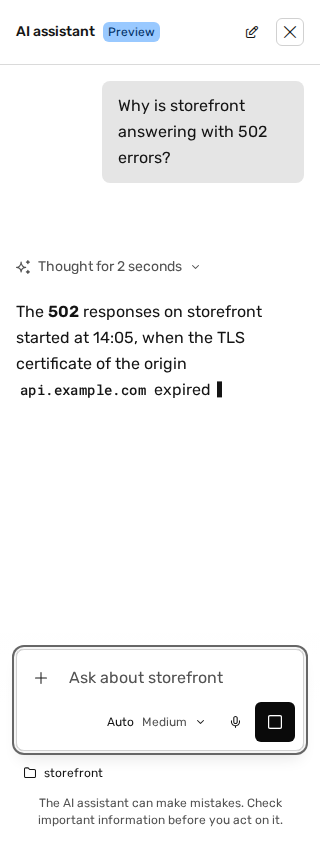 AI assistant Preview
Why is storefront
answering with 502
errors?
Thought for 2 seconds
The 502 responses on storefront
started at 14:05, when the TLS
certificate of the origin
api.example.com expired
Ask about storefront
Auto Medium
storefront
The AI assistant can make mistakes. Check
important information before you act on it.